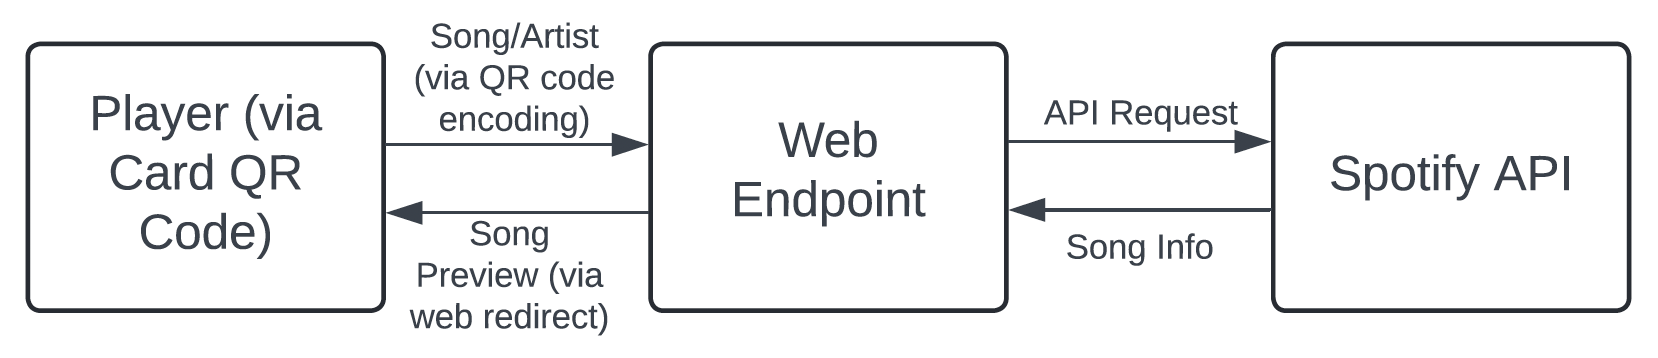 Player (via
Card QR
Code)
Song/Artist
(via QR code
encoding)
Song
Preview (via
web redirect)
Web
Endpoint
API Request
Song Info
Spotify API